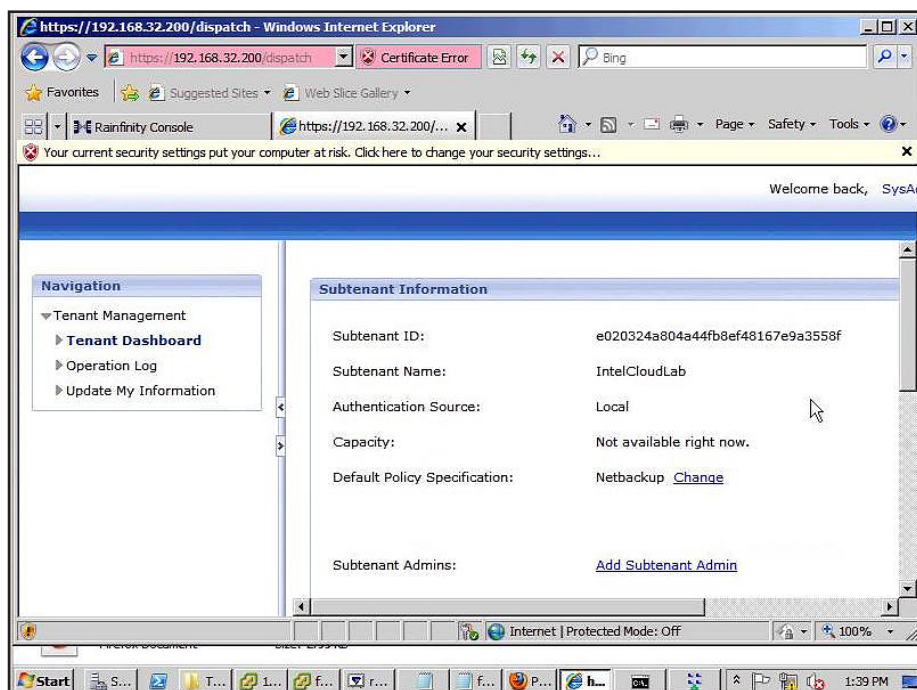 https://192.168.32.200/dispatch - Windows Internet Explorer
https://192.168.32.200/dispatch Certificate Error Bing
Favorites Suggested Sites Web Slice Gallery
Rainfinity Console https://192.168.32.200/... Page Safety Tools
Your current security settings put your computer at risk. Click here to change your security settings...
Welcome back, SysA
Navigation
Tenant Management
Tenant Dashboard
Operation Log
Update My Information
Subtenant Information
Subtenant ID: e020324a804a44fb8ef48167e9a3558f
Subtenant Name: IntelCloudLab
Authentication Source: Local
Capacity: Not available right now.
Default Policy Specification: Netbackup Change
Subtenant Admins: Add Subtenant Admin
Internet | Protected Mode: Off 100%
Start S... T... 1... f... r... f... P... h... 1:39 PM